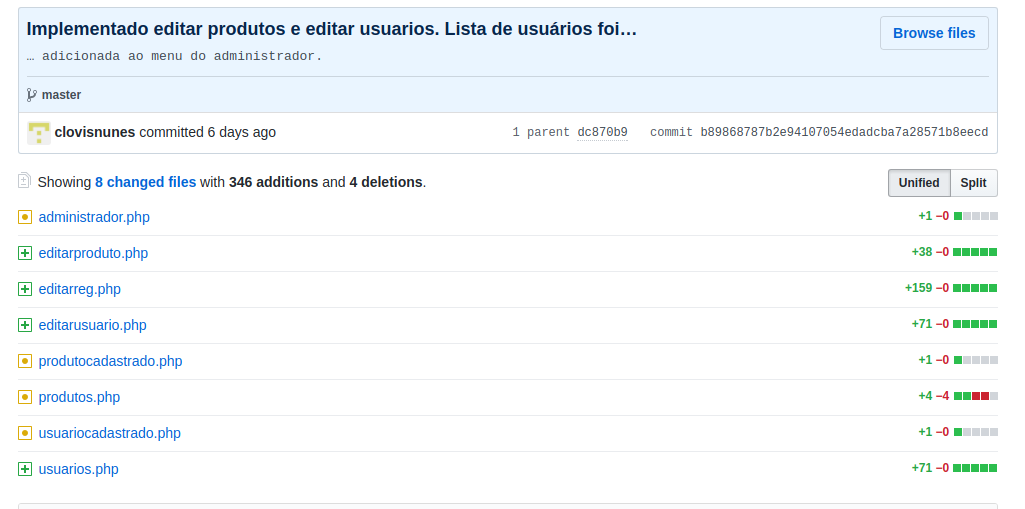 Implementado editar produtos e editar usuarios. Lista de usuários foi…
Browse files
… adicionada ao menu do administrador.
master
clovisnunes committed 6 days ago 1 parent dc870b9 commit b89868787b2e94107054edadcba7a28571b8eecd
Showing 8 changed files with 346 additions and 4 deletions. Unified Split
administrador.php +1 −0
editarproduto.php +38 −0
editarreg.php +159 −0
editarusuario.php +71 −0
produtocadastrado.php +1 −0
produtos.php +4 −4
usuariocadastrado.php +1 −0
usuarios.php +71 −0